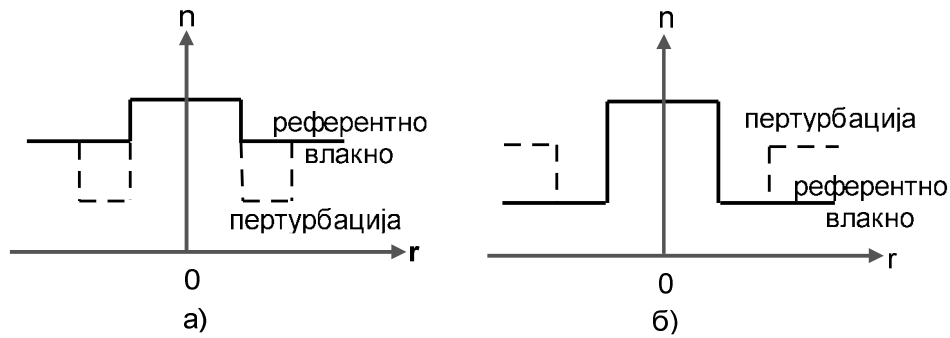 n
референтно
влакно
пертурбација
r
0
а)
n
пертурбација
референтно
влакно
r
0
б)